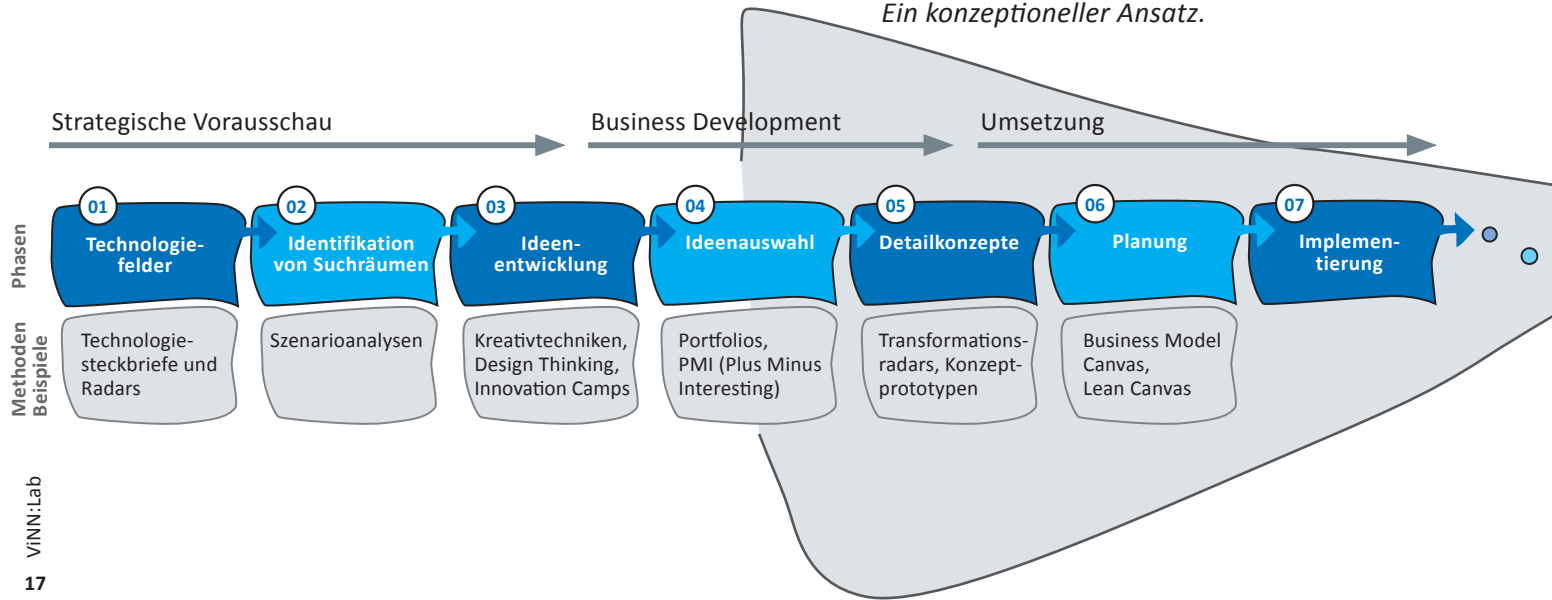 Ein konzeptioneller Ansatz.
Strategische Vorausschau
Business Development
Umsetzung
Phasen
01
Technologie-
felder
02
Identifikation
von Suchräumen
03
Ideen-
entwicklung
04
Ideenauswahl
05
Detailkonzepte
06
Planung
07
Implemen-
tierung
Methoden
Beispiele
Technologie-
steckbriefe und
Radars
Szenarioanalysen
Kreativtechniken,
Design Thinking,
Innovation Camps
Portfolios,
PMI (Plus Minus
Interesting)
Transformations-
radars, Konzept-
prototypen
Business Model
Canvas,
Lean Canvas
ViNN:Lab
17